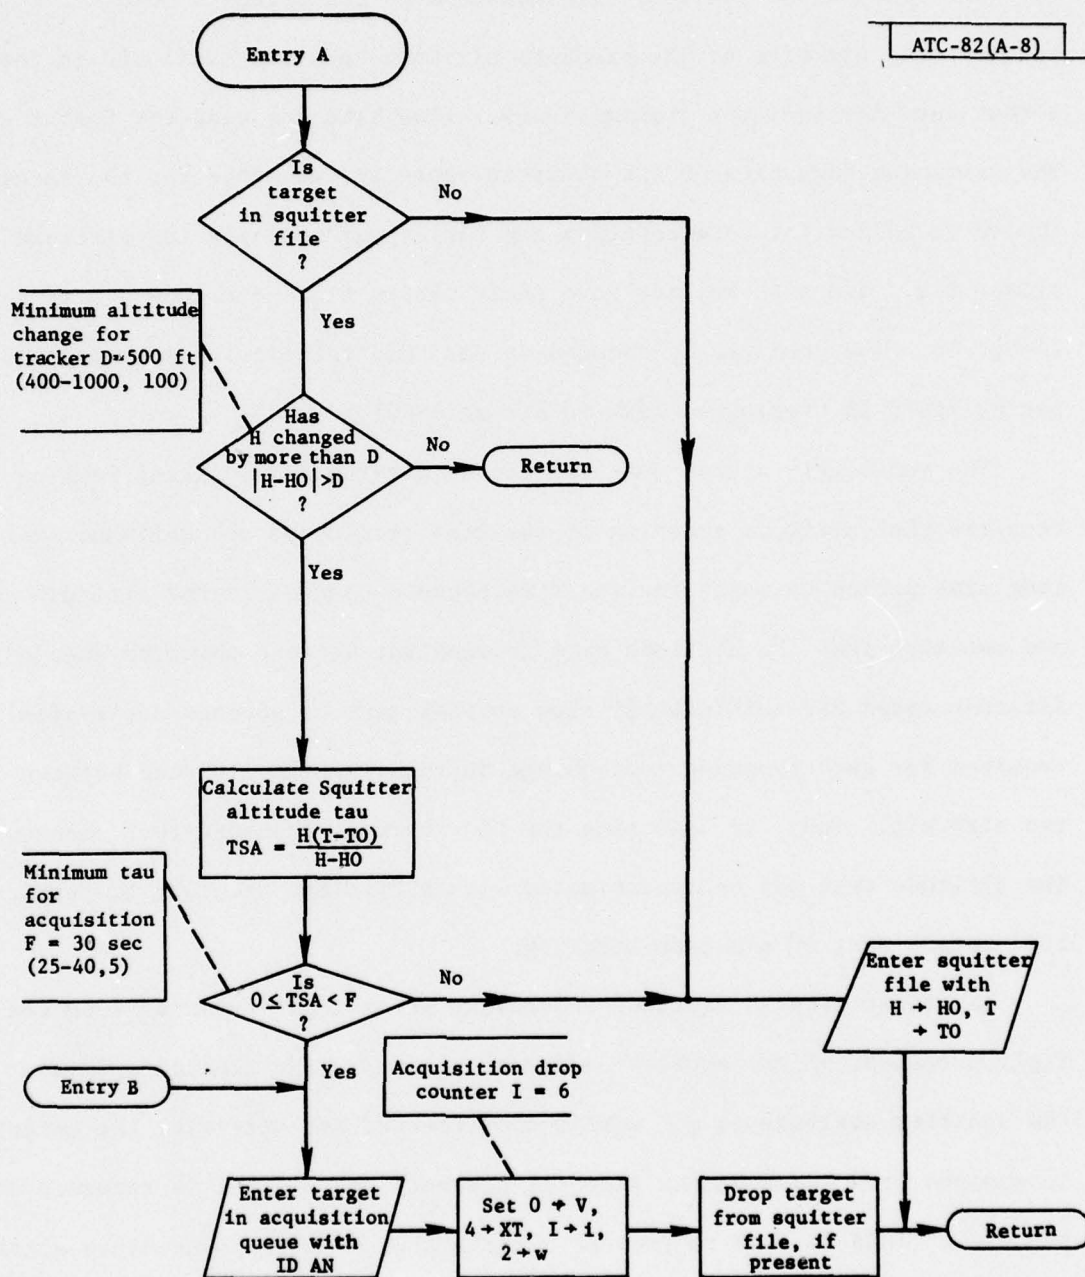 Entry A
ATC-82(A-8)
Is
target
in squitter
file
?
No
Yes
Minimum altitude
change for
tracker D≈500 ft
(400-1000, 100)
Has
H changed
by more than D
|H-HO|>D
?
No
Return
Yes
Calculate Squitter
altitude tau
TSA = H(T-TO)
H-HO
Minimum tau
for
acquisition
F = 30 sec
(25-40,5)
Is
0 ≤ TSA < F
?
No
Enter squitter
file with
H → HO, T
→ TO
Yes
Entry B
Acquisition drop
counter I = 6
Enter target
in acquisition
queue with
ID AN
Set 0 → V,
4 → XT, I → i,
2 → w
Drop target
from squitter
file, if
present
Return